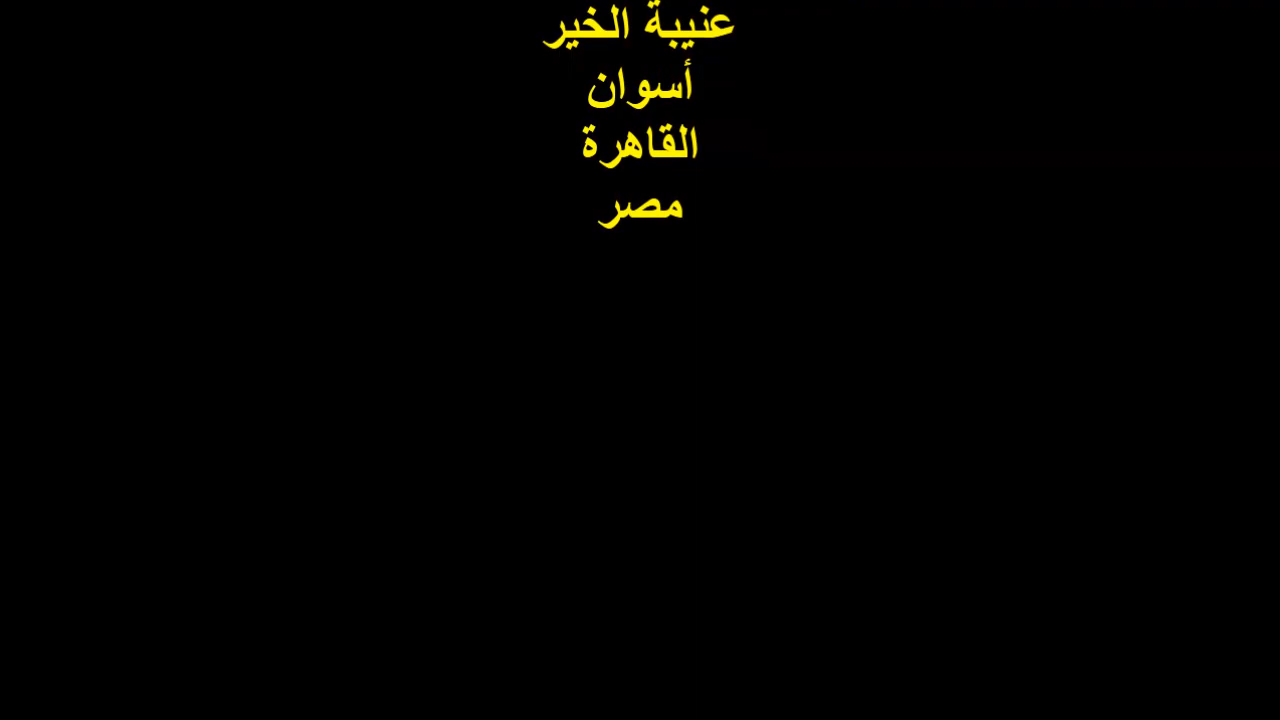 عنيبة الخير
أسوان
القاهرة
مصر